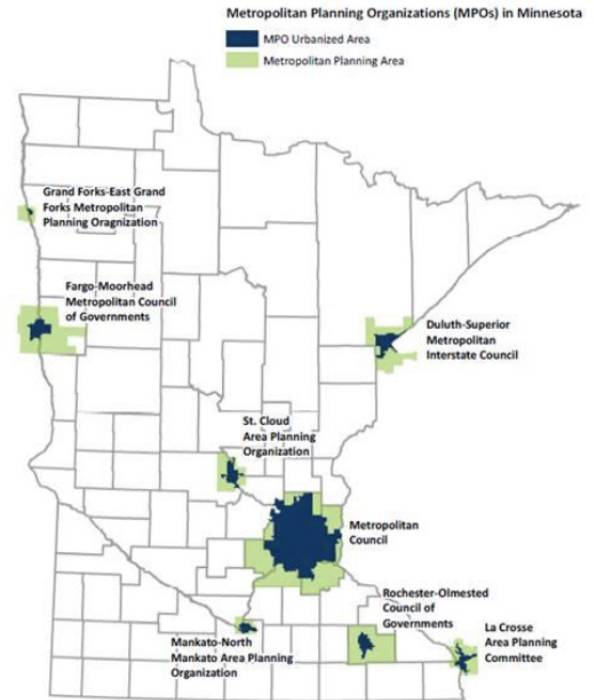 Metropolitan Planning Organizations (MPOs) in Minnesota
MPO Urbanized Area
Metropolitan Planning Area
Grand Forks-East Grand
Forks Metropolitan
Planning Oragnization
Fargo-Moorhead
Metropolitan Council
of Governments
Duluth-Superior
Metropolitan
Interstate Council
St. Cloud
Area Planning
Organization
Metropolitan
Council
Rochester-Olmsted
Council of
Governments
La Crosse
Area Planning
Committee
Mankato-North
Mankato Area Planning
Organization